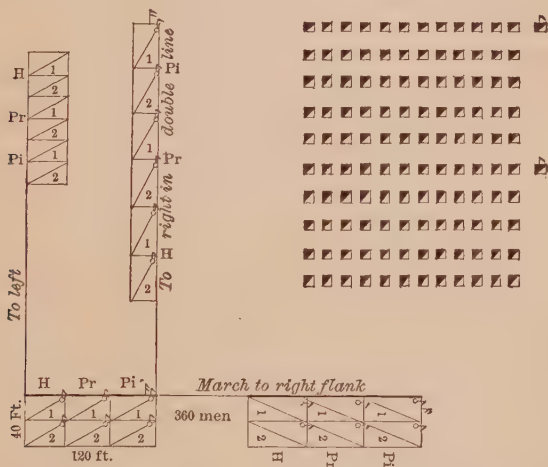 H 1
2
Pr 1
2
Pi 1
2
1
Pi
2
1
Pr
2
1
H
2
To right in double line
To left
H Pr Pi
March to right flank
40 Ft.
1 1 1
2 2 2
120 ft.
360 men
1 1 1
2 2 2
H Pi Pi